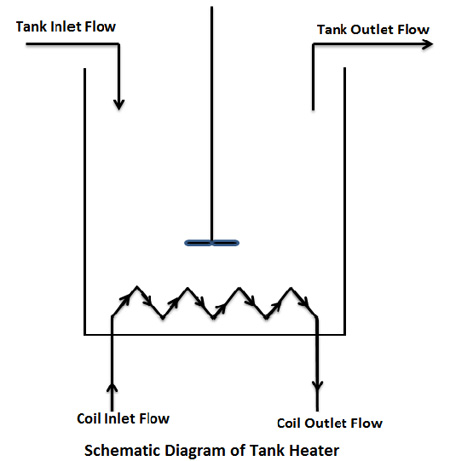 Tank Inlet Flow
Tank Outlet Flow
Coil Inlet Flow
Coil Outlet Flow
Schematic Diagram of Tank Heater